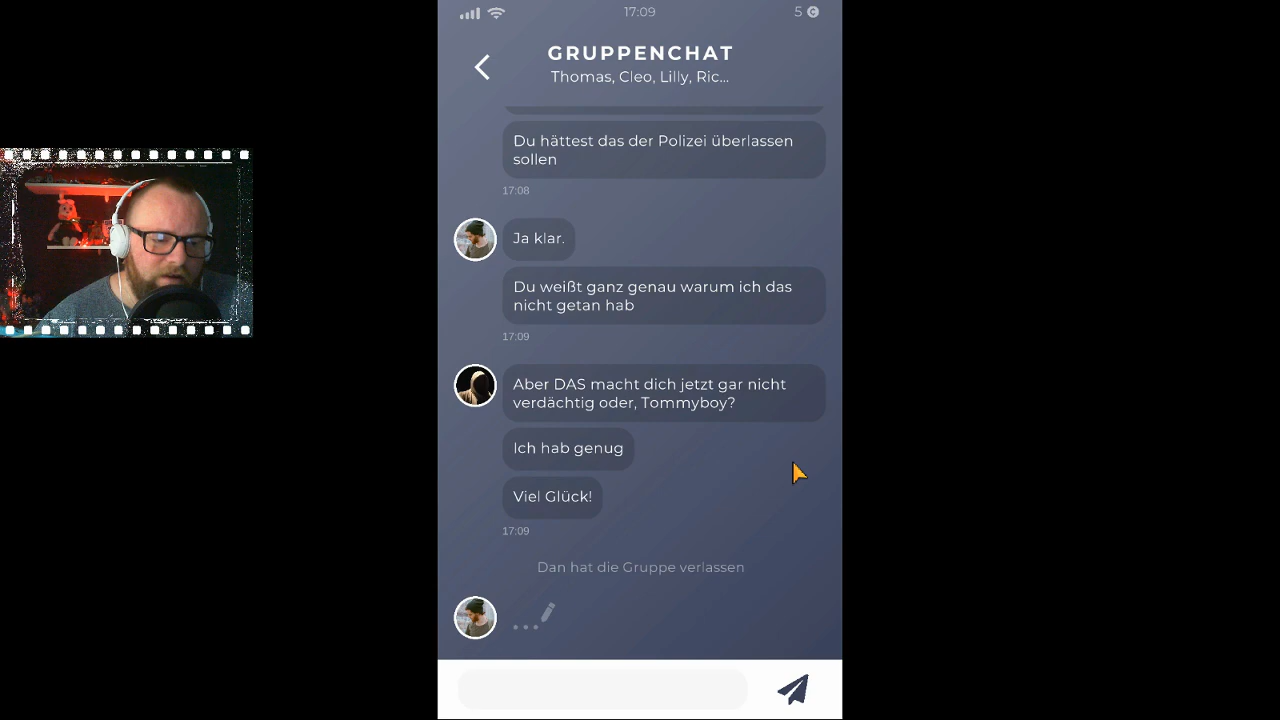 17:09
5
GRUPPENCHAT
Thomas, Cleo, Lilly, Ric...
Du hättest das der Polizei überlassen
sollen
17:08
Ja klar.
Du weißt ganz genau warum ich das
nicht getan hab
17:09
Aber DAS macht dich jetzt gar nicht
verdächtig oder, Tommyboy?
Ich hab genug
Viel Glück!
17:09
Dan hat die Gruppe verlassen
...